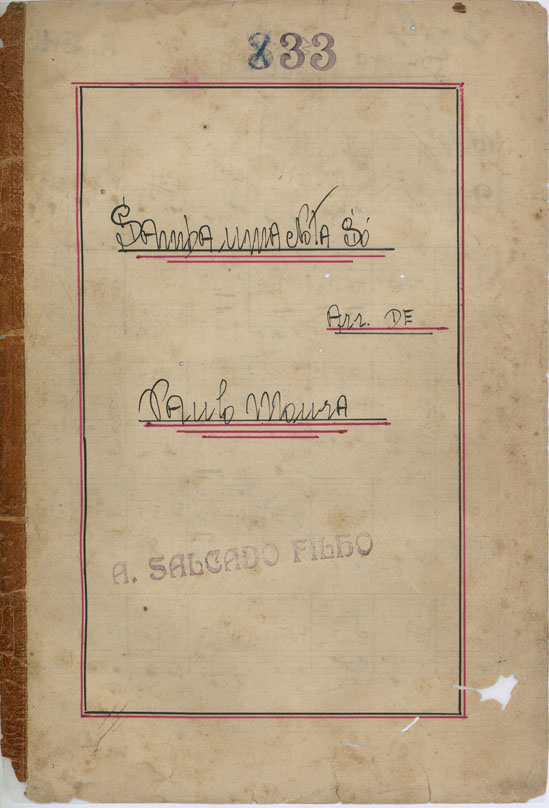 833
Samba uma Nota Só
Arr. DE
Paulo Moura
A. SALGADO FILHO